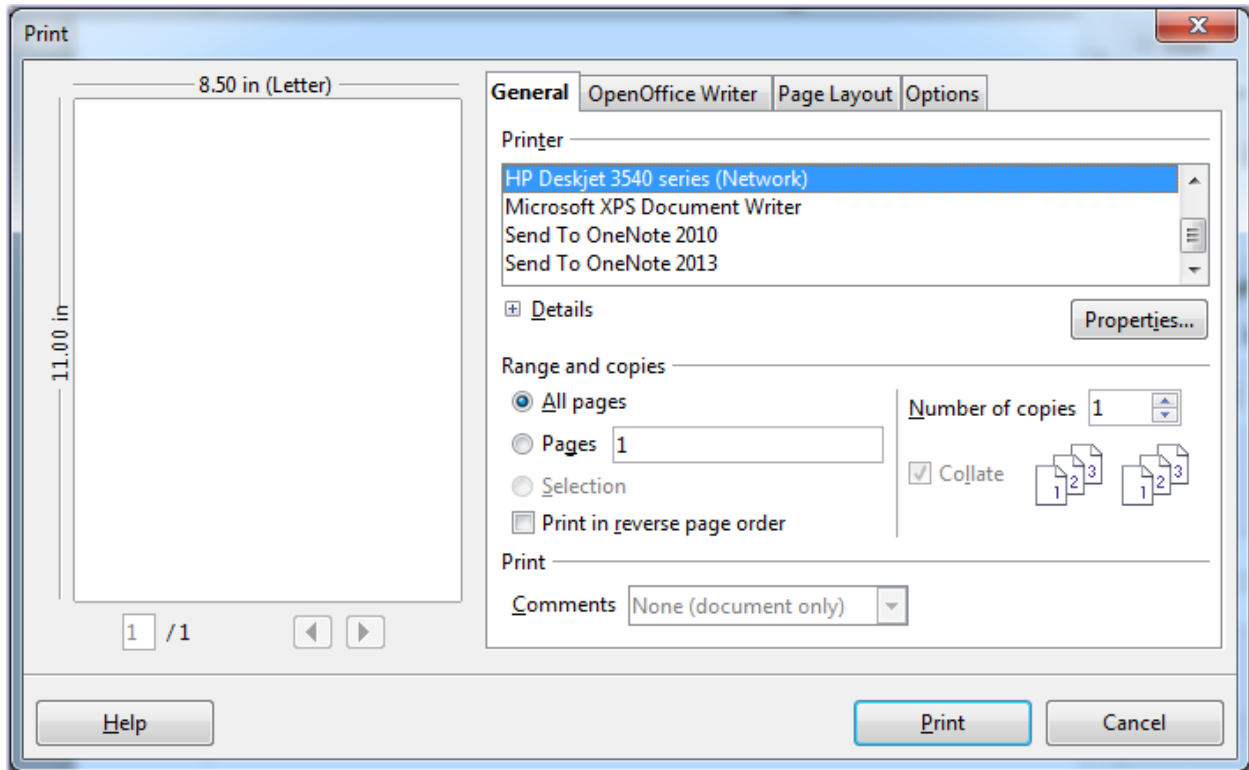 Print
X
8.50 in (Letter)
11.00 in
1 / 1
General OpenOffice Writer Page Layout Options
Printer
HP Deskjet 3540 series (Network)
Microsoft XPS Document Writer
Send To OneNote 2010
Send To OneNote 2013
Details
Properties...
Range and copies
All pages
Pages 1
Selection
Print in reverse page order
Number of copies 1
Collate 1 2 3 1 2 3
Print
Comments None (document only)
Help Print Cancel